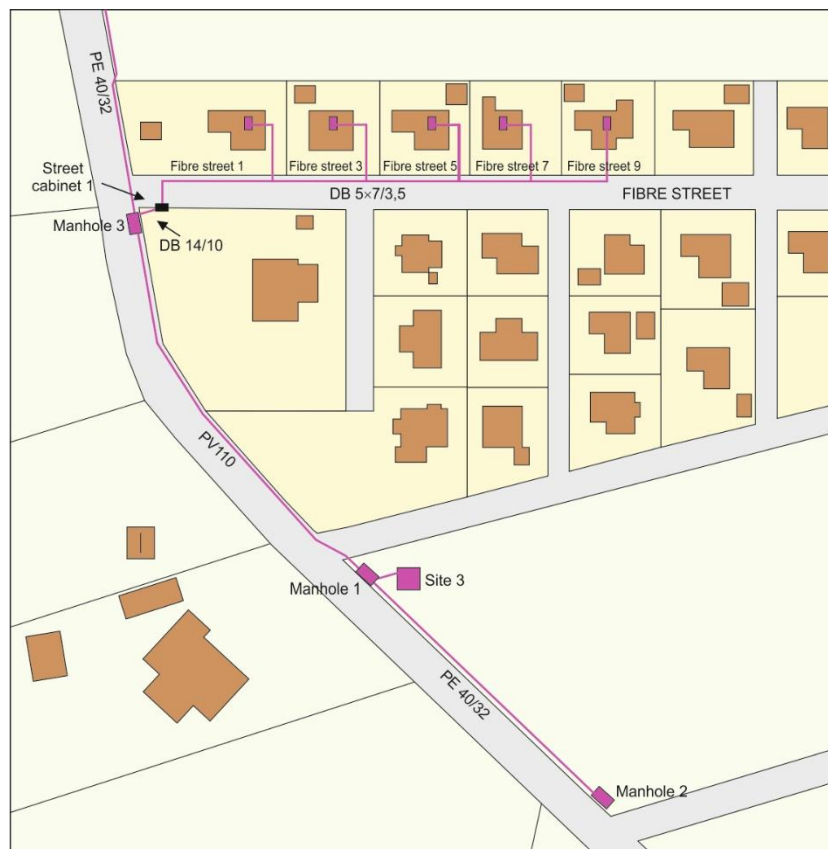 PE 40/32
Fibre street 1
Fibre street 3
Fibre street 5
Fibre street 7
Fibre street 9
Street
cabinet 1
DB 5×7/3,5
FIBRE STREET
Manhole 3
DB 14/10
PV110
Manhole 1
Site 3
PE 40/32
Manhole 2